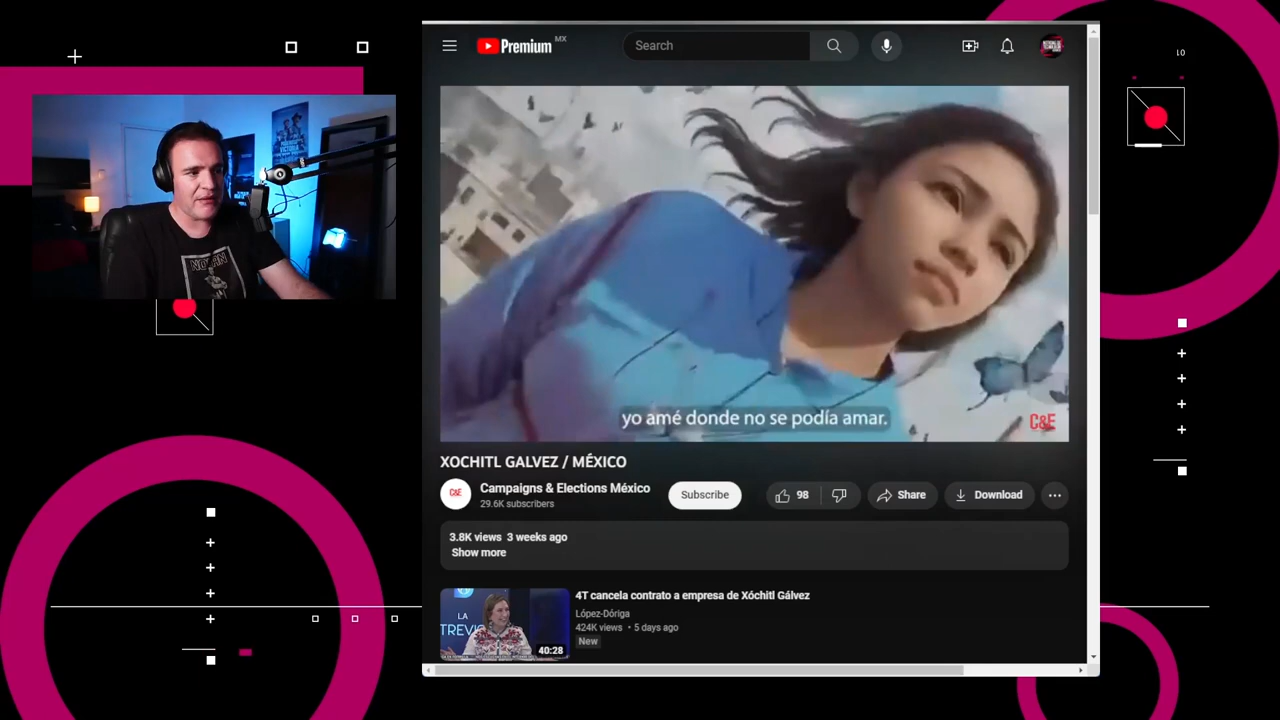 Premium MX
Search
yo amé donde no se podía amar.
C&E
XOCHITL GALVEZ / MÉXICO
C&E
Campaigns & Elections México
29.6K subscribers
Subscribe
98
Share
Download
3.8K views 3 weeks ago
Show more
4T cancela contrato a empresa de Xóchitl Gálvez
López-Dóriga
424K views • 5 days ago
New
LA
TREVI
40:28